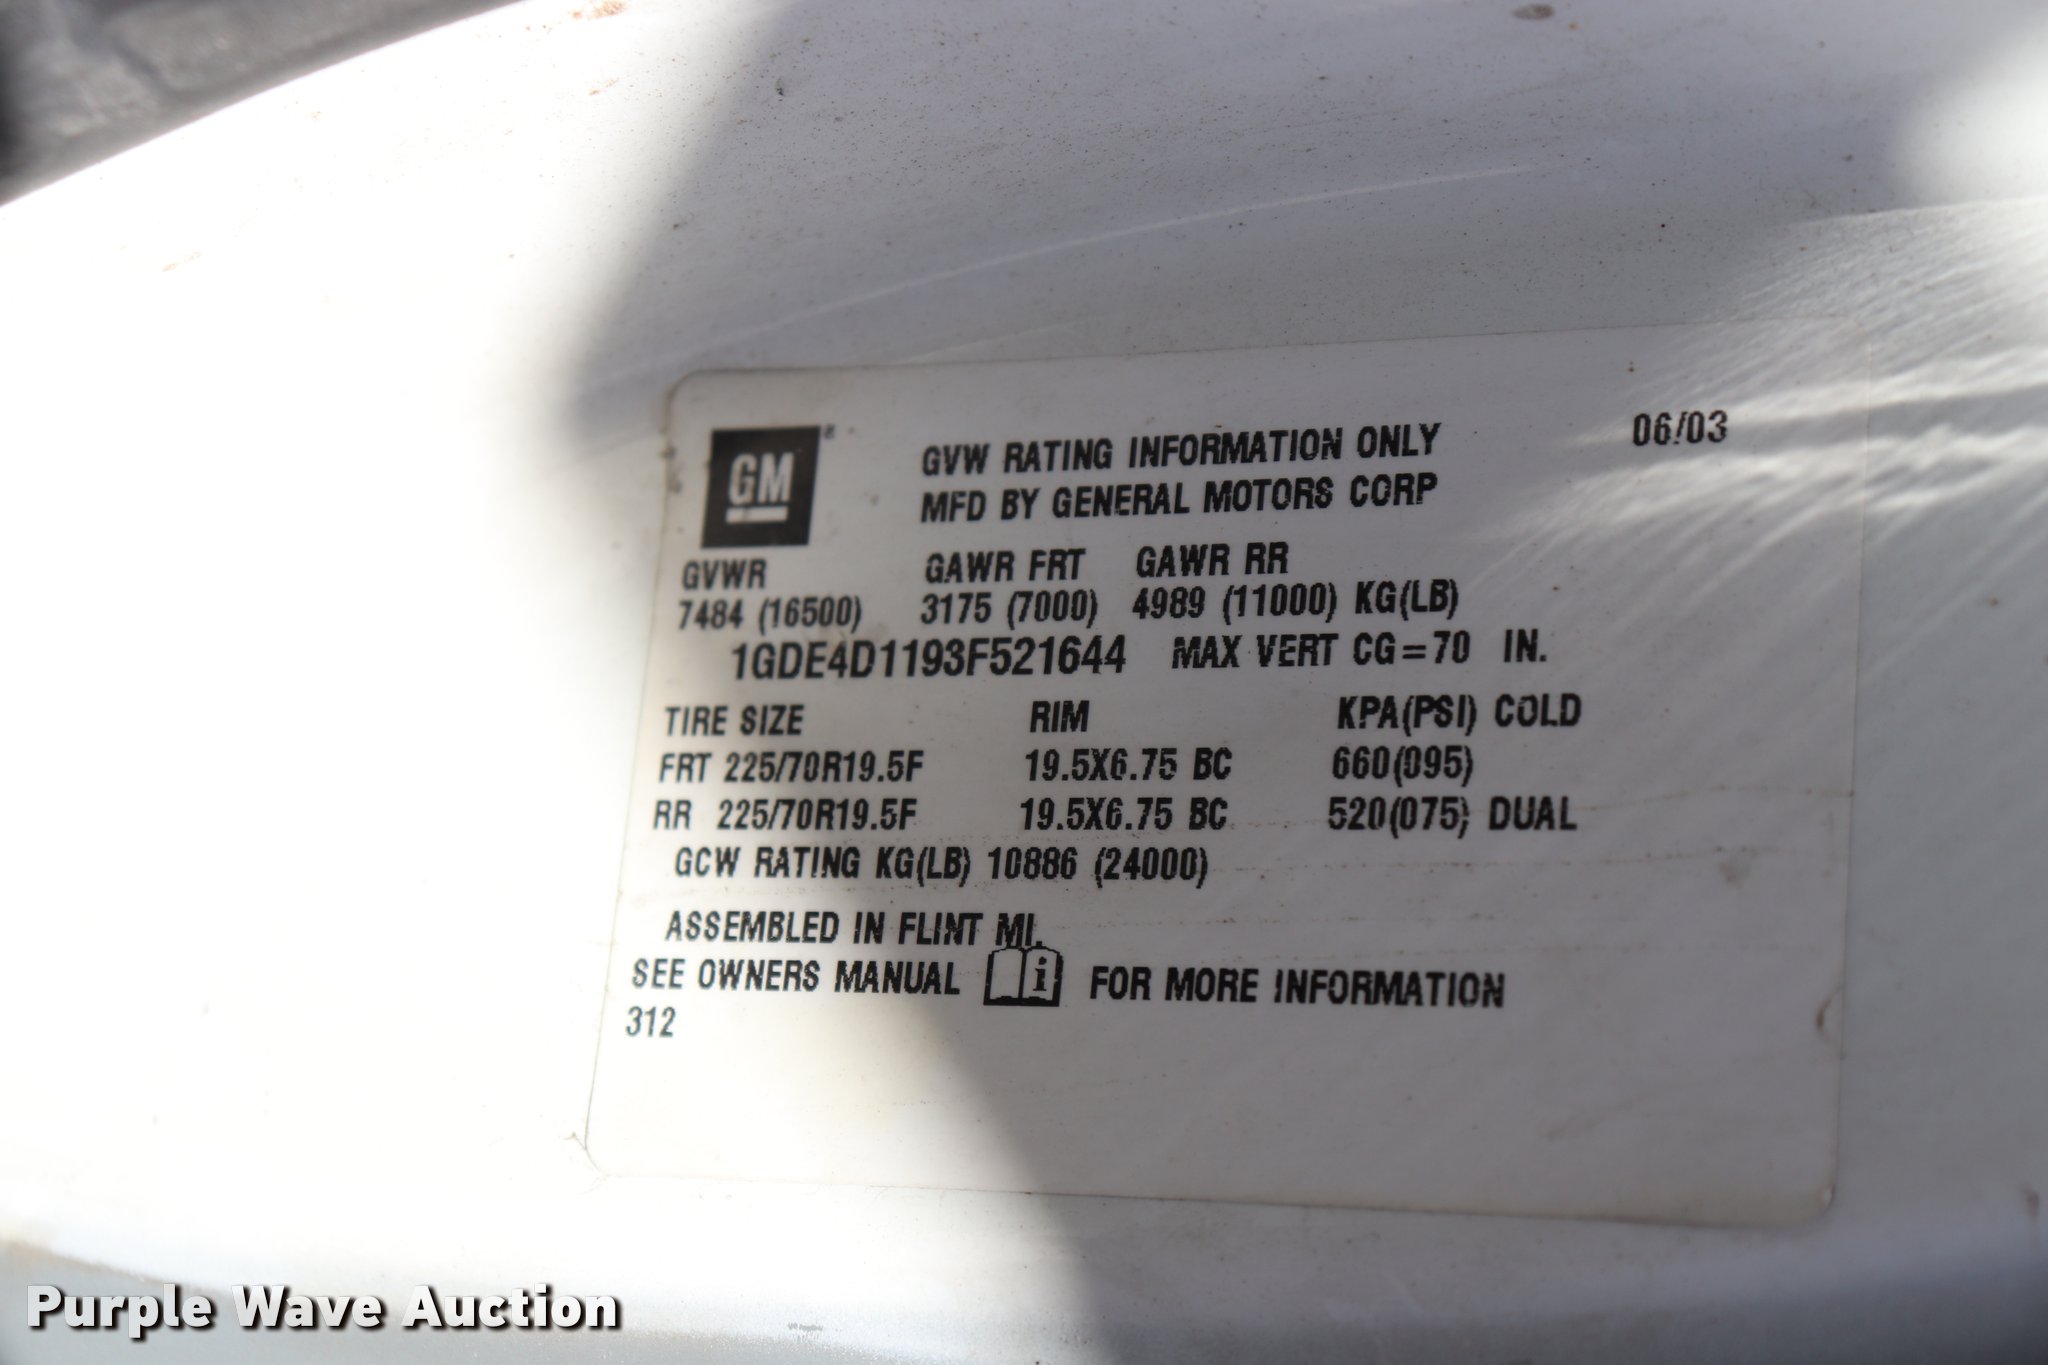 GM®
GVW RATING INFORMATION ONLY 06/03
MFD BY GENERAL MOTORS CORP
GVWR GAWR FRT GAWR RR
7484 (16500) 3175 (7000) 4989 (11000) KG(LB)
1GDE4D1193F521644 MAX VERT CG=70 IN.
TIRE SIZE RIM KPA(PSI) COLD
FRT 225/70R19.5F 19.5X6.75 BC 660(095)
RR 225/70R19.5F 19.5X6.75 BC 520(075) DUAL
GCW RATING KG(LB) 10886 (24000)
ASSEMBLED IN FLINT MI.
SEE OWNERS MANUAL i FOR MORE INFORMATION
312
Purple Wave Auction